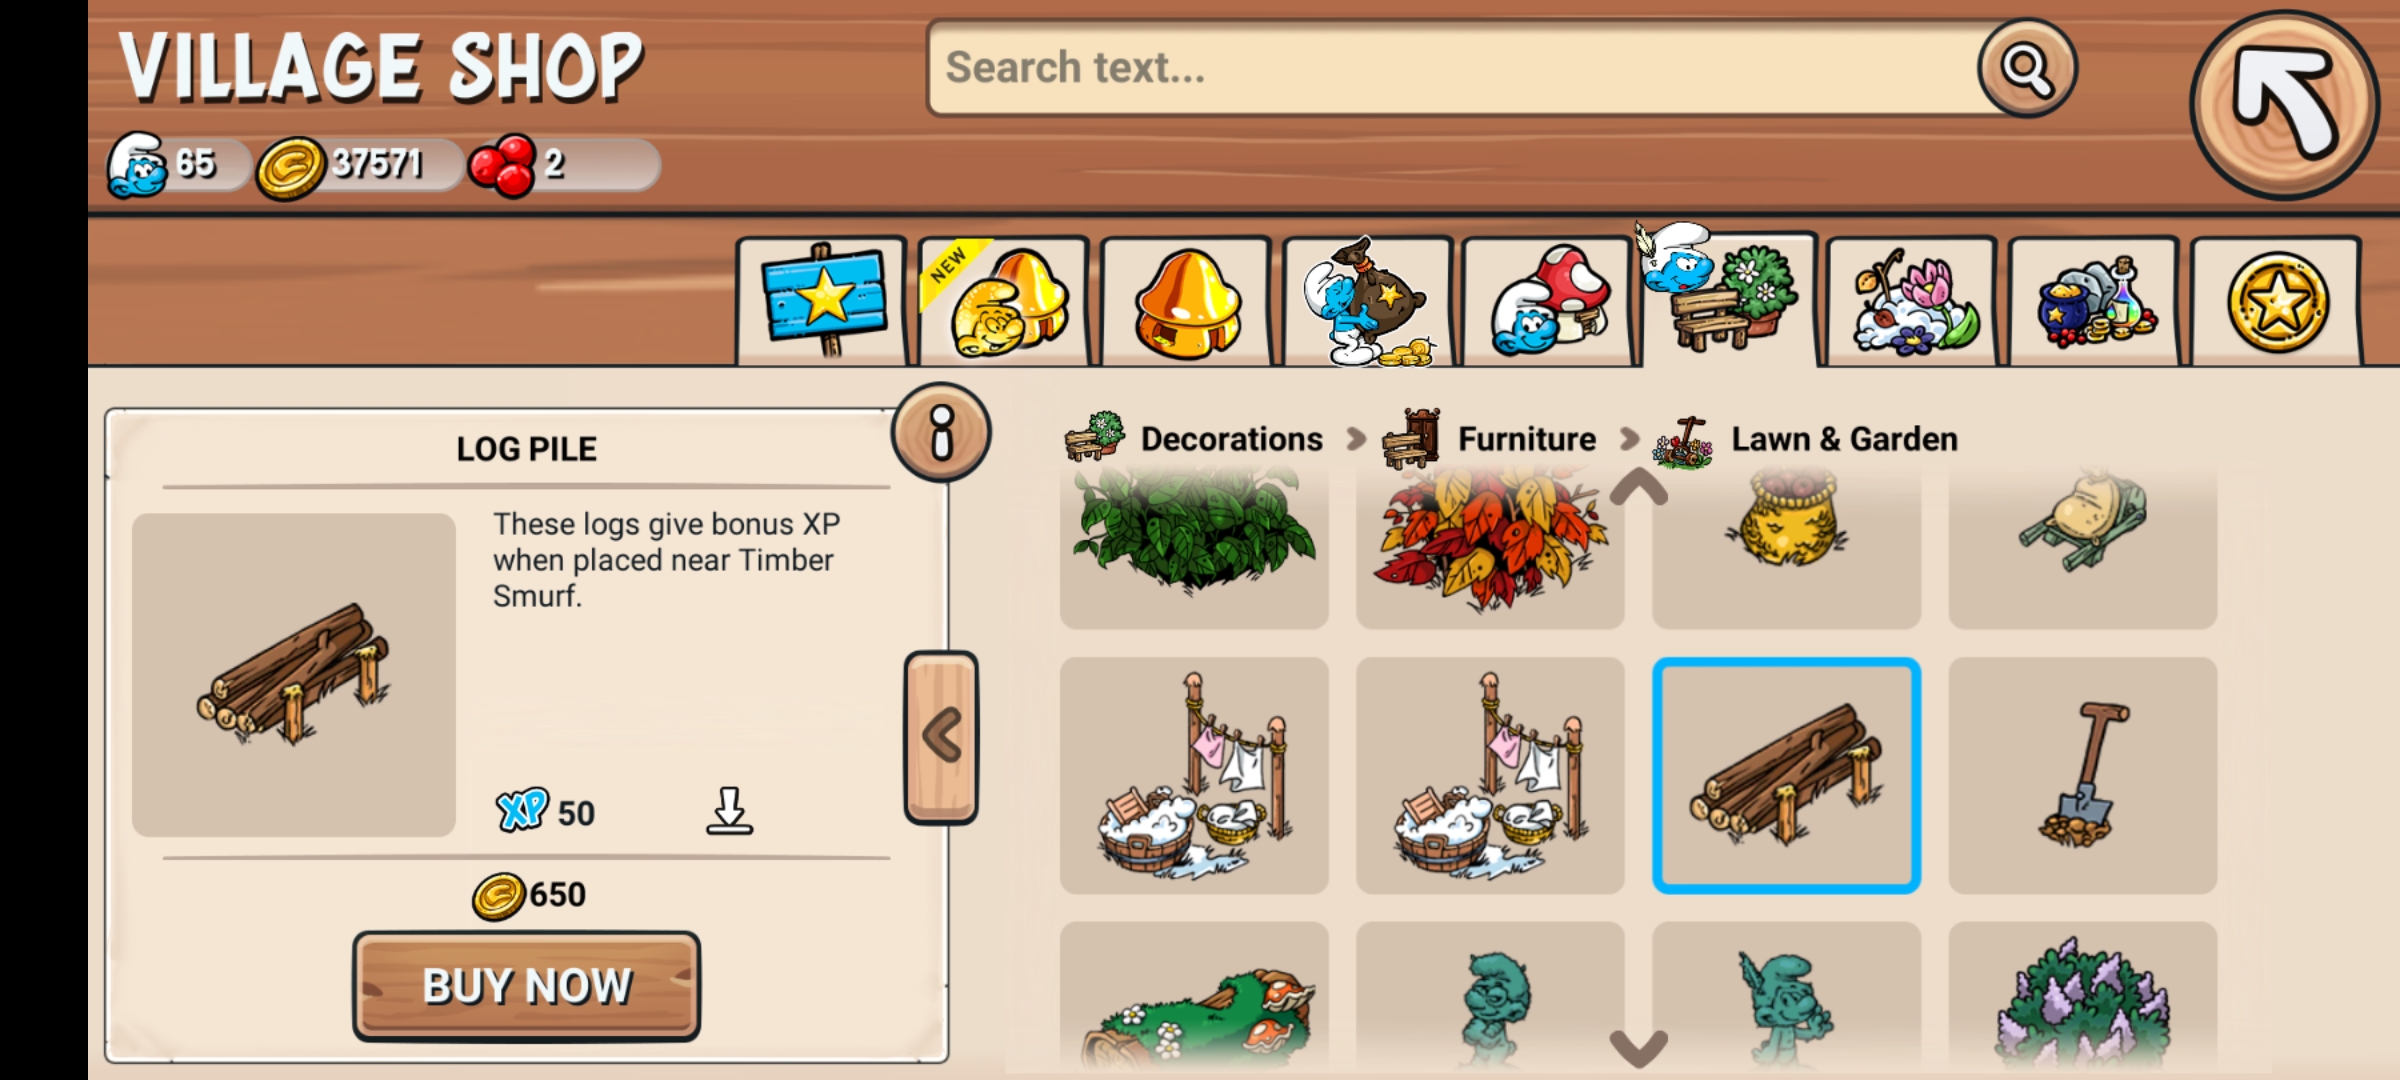 VILLAGE SHOP
Search text...
65
37571
2
NEW
LOG PILE
Decorations
Furniture
Lawn & Garden
These logs give bonus XP
when placed near Timber
Smurf.
XP 50
650
BUY NOW